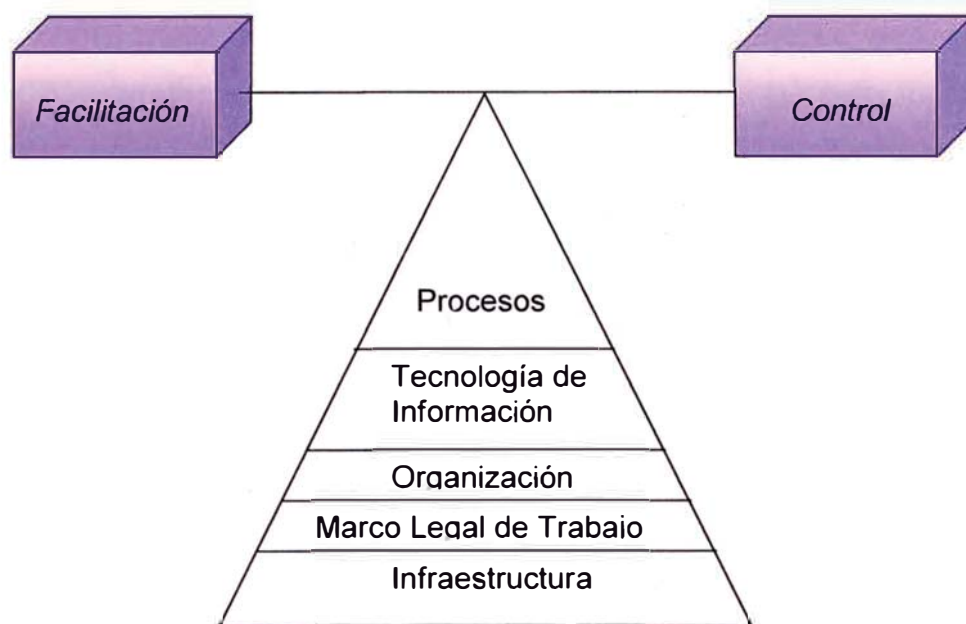 Facilitación
Control
Procesos
Tecnología de
Información
Organización
Marco Legal de Trabajo
Infraestructura